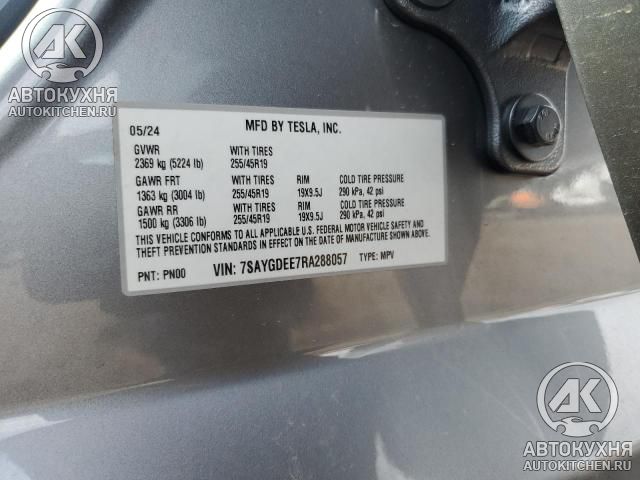 АК
АВТОКУХНЯ
AUTOKITCHEN.RU
05/24 MFD BY TESLA, INC.
GVWR WITH TIRES
2369 kg (5224 lb) 255/45R19
GAWR FRT WITH TIRES RIM COLD TIRE PRESSURE
1363 kg (3004 lb) 255/45R19 19X9.5J 290 kPa, 42 psi
GAWR RR WITH TIRES RIM COLD TIRE PRESSURE
1500 kg (3306 lb) 255/45R19 19X9.5J 290 kPa, 42 psi
THIS VEHICLE CONFORMS TO ALL APPLICABLE U.S. FEDERAL MOTOR VEHICLE SAFETY AND
THEFT PREVENTION STANDARDS IN EFFECT ON THE DATE OF MANUFACTURE SHOWN ABOVE.
PNT: PN00 VIN: 7SAYGDEE7RA288057 TYPE: MPV
АК
АВТОКУХНЯ
AUTOKITCHEN.RU